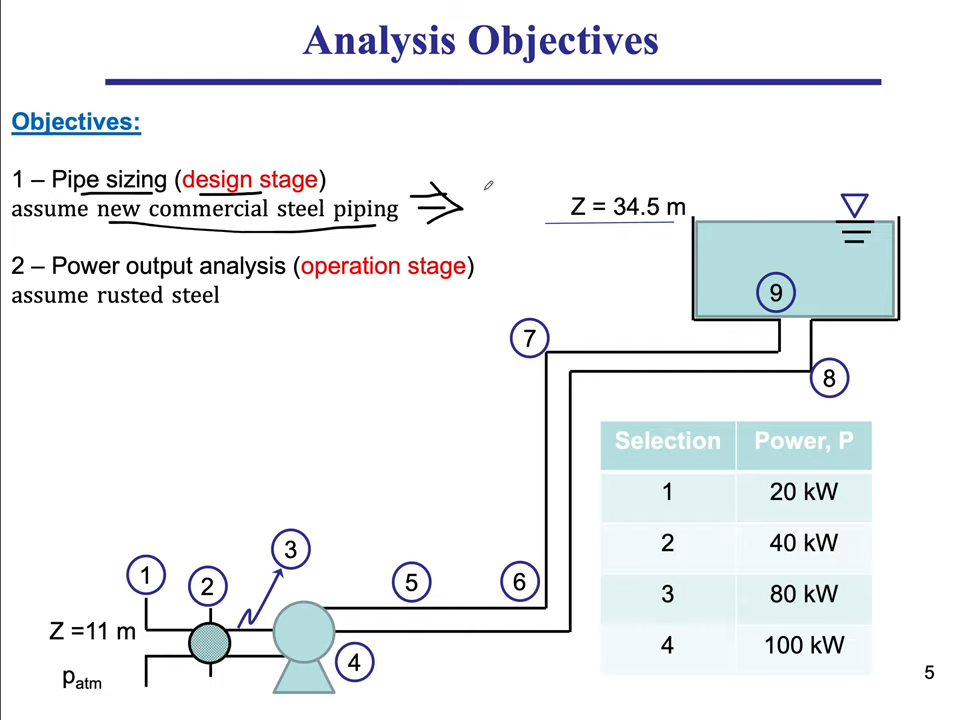 Analysis Objectives
Objectives:
1 – Pipe sizing (design stage)
assume new commercial steel piping
2 – Power output analysis (operation stage)
assume rusted steel
Z = 34.5 m
9
7
8
Selection Power, P
1 20 kW
2 40 kW
3 80 kW
4 100 kW
3
1
2
5
6
Z =11 m
4
patm
5